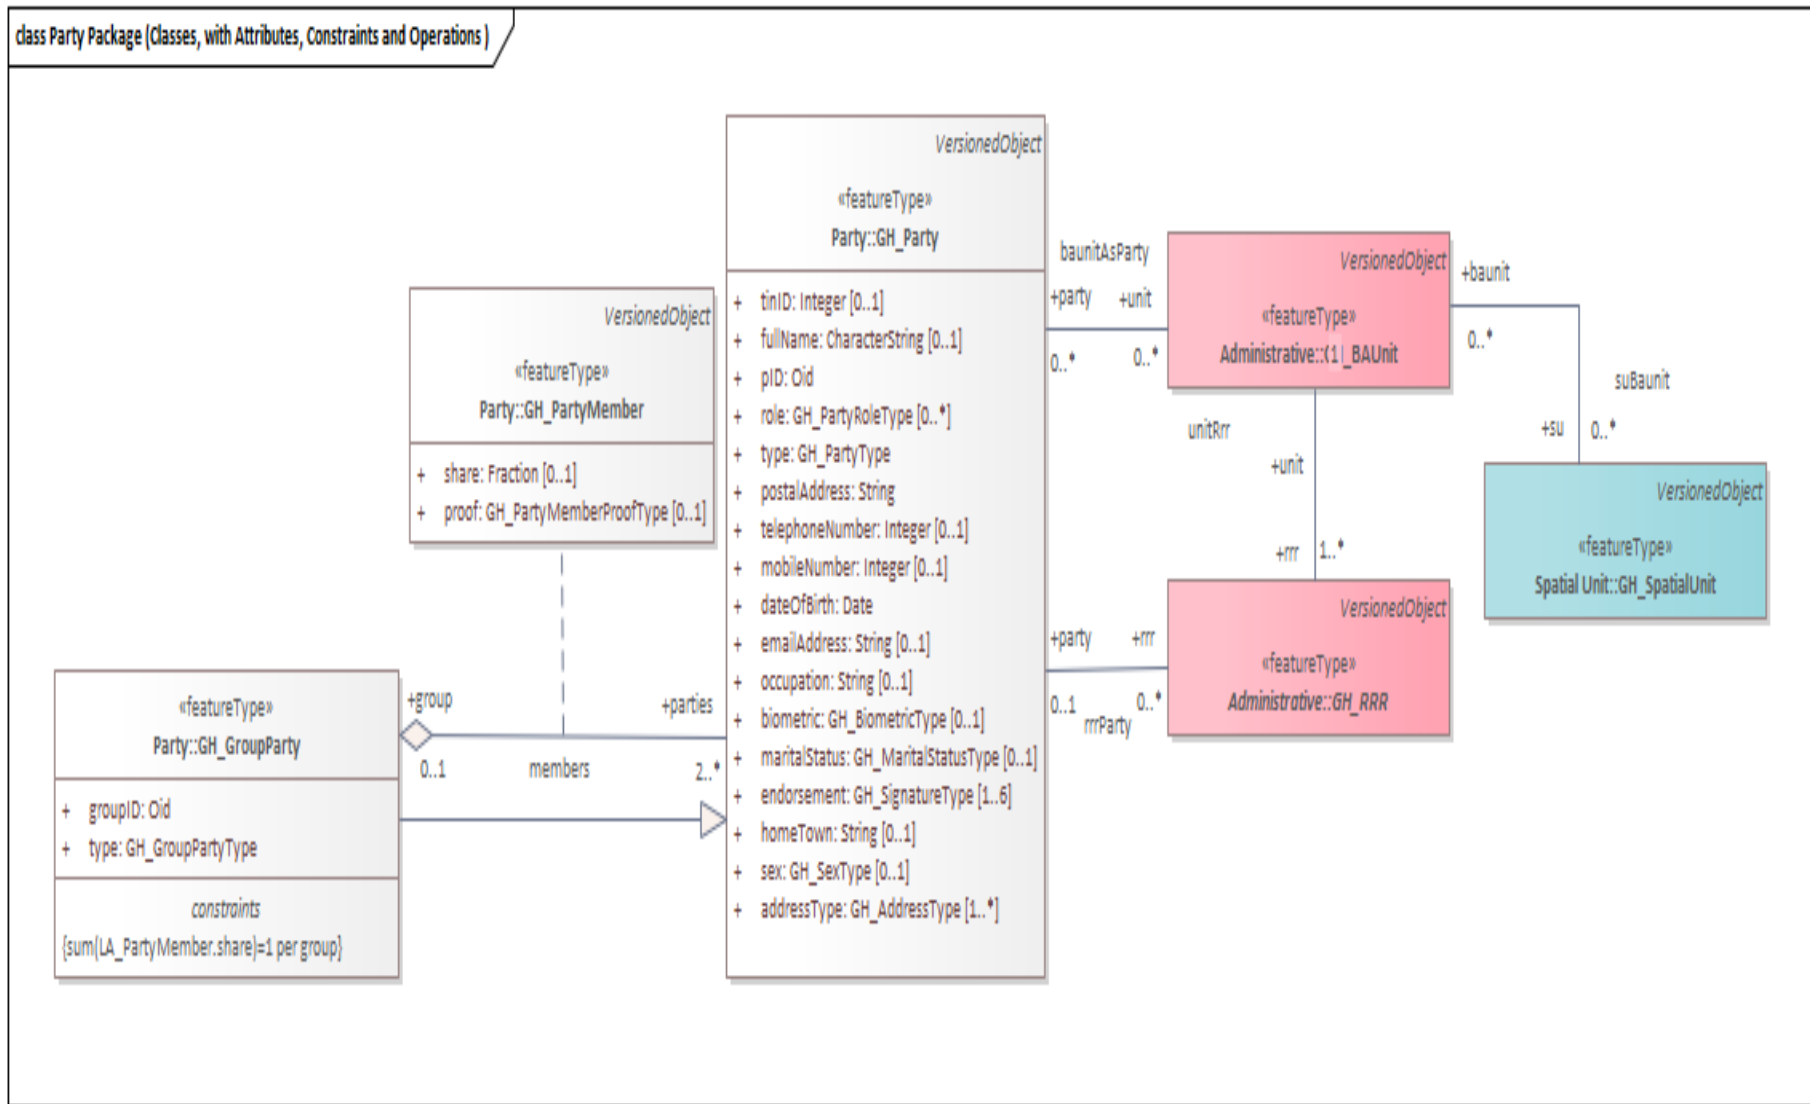 class Party Package (Classes, with Attributes, Constraints and Operations )
VersionedObject
«featureType»
Party::GH_Party
+ tinID: Integer [0..1]
+ fullName: CharacterString [0..1]
+ pID: Oid
+ role: GH_PartyRoleType [0..*]
+ type: GH_PartyType
+ postalAddress: String
+ telephoneNumber: Integer [0..1]
+ mobileNumber: Integer [0..1]
+ dateOfBirth: Date
+ emailAddress: String [0..1]
+ occupation: String [0..1]
+ biometric: GH_BiometricType [0..1]
+ maritalStatus: GH_MaritalStatusType [0..1]
+ endorsement: GH_SignatureType [1..6]
+ homeTown: String [0..1]
+ sex: GH_SexType [0..1]
+ addressType: GH_AddressType [1..*]
VersionedObject
«featureType»
Party::GH_PartyMember
+ share: Fraction [0..1]
+ proof: GH_PartyMemberProofType [0..1]
«featureType»
Party::GH_GroupParty
+ groupID: Oid
+ type: GH_GroupPartyType
constraints
{sum(LA_PartyMember.share)=1 per group}
+group
0..1
members
+parties
2..*
baunitAsParty
+party +unit
0..* 0..*
VersionedObject
«featureType»
Administrative::
_BAUnit
+baunit
0..*
suBaunit
+su 0..*
VersionedObject
«featureType»
Spatial Unit::GH_SpatialUnit
unitRrr
+unit
+rrr 1..*
+party +rrr
0..1 0..*
rrrParty
VersionedObject
«featureType»
Administrative::GH_RRR